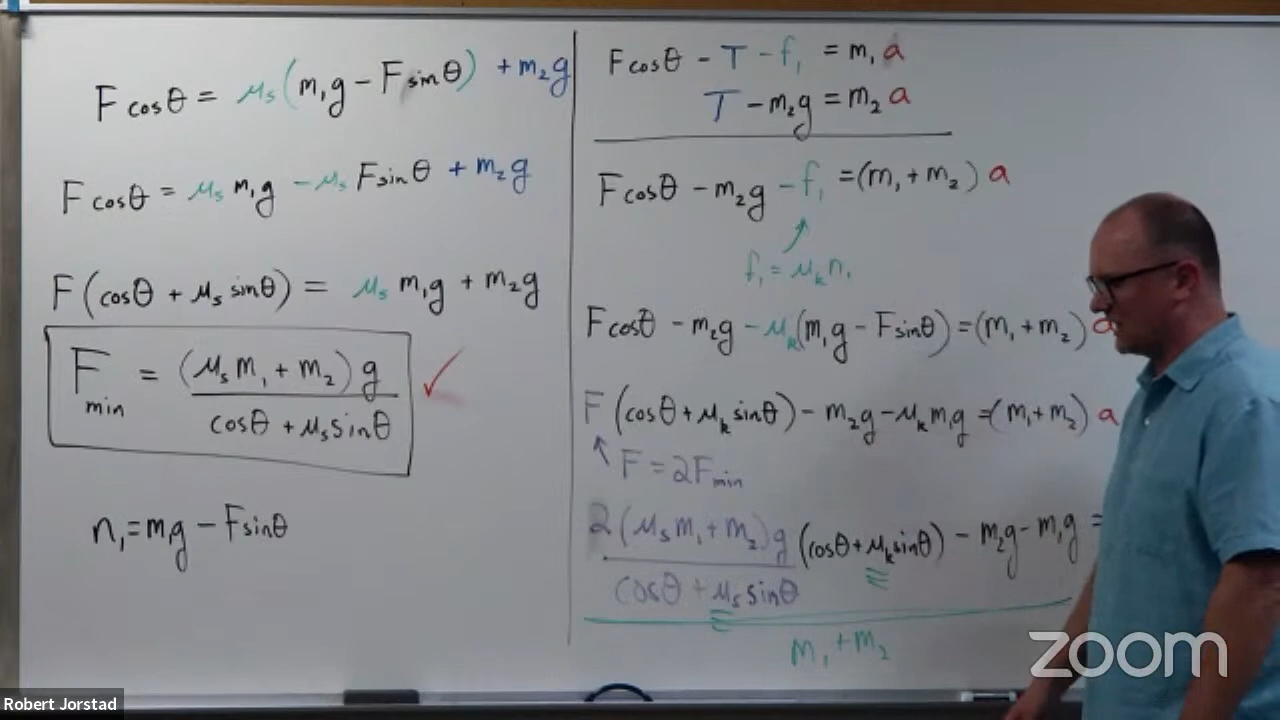 F cosθ = μₛ(m₁g − F sinθ) + m₂g
F cosθ = μₛ m₁g − μₛ F sinθ + m₂g
F(cosθ + μₛ sinθ) = μₛ m₁g + m₂g
F_min = (μₛ m₁ + m₂) g
cosθ + μₛ sinθ
n₁ = m₁g − F sinθ
F cosθ − T − f₁ = m₁ a
T − m₂g = m₂ a
F cosθ − m₂g − f₁ = (m₁ + m₂) a
f₁ = μₖ n₁
F cosθ − m₂g − μₖ(m₁g − F sinθ) = (m₁ + m₂) a
F (cosθ + μₖ sinθ) − m₂g − μₖ m₁g = (m₁ + m₂) a
F = 2F_min
2 (μₛ m₁ + m₂) g (cosθ + μₖ sinθ) − m₂g − m₁g =
cosθ + μₛ sinθ
m₁ + m₂
zoom
Robert Jorstad